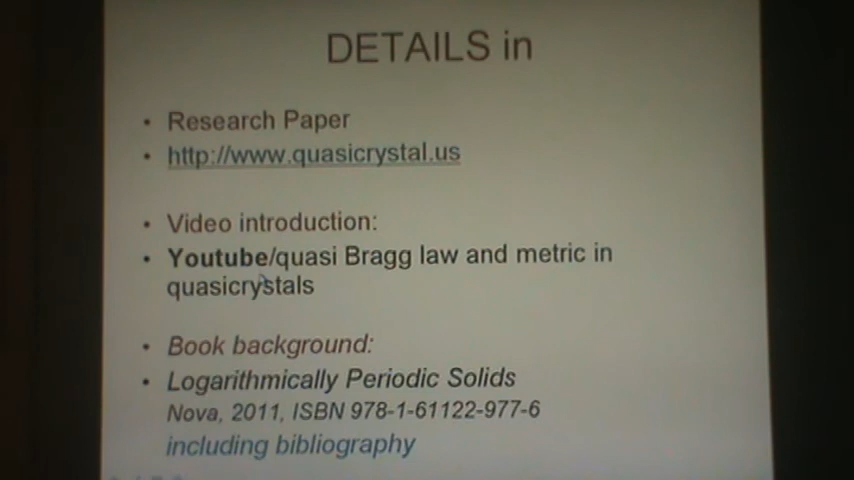 DETAILS in
• Research Paper
• http://www.quasicrystal.us
• Video introduction:
• Youtube/quasi Bragg law and metric in
quasicrystals
• Book background:
• Logarithmically Periodic Solids
Nova, 2011, ISBN 978-1-61122-977-6
including bibliography